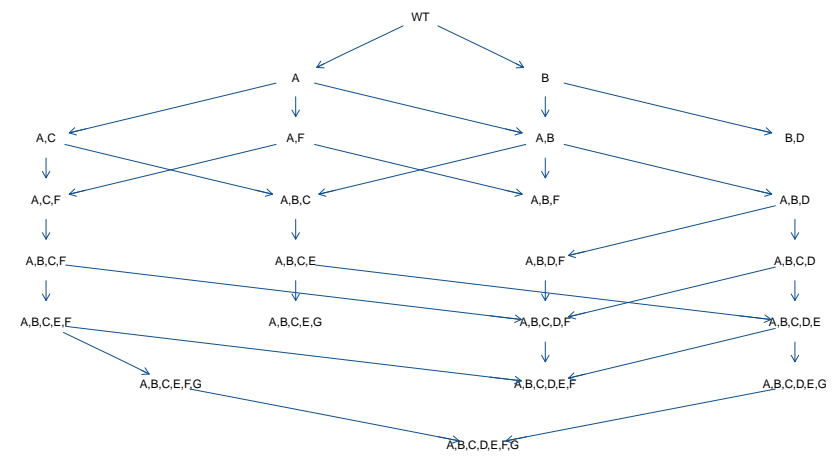 WT
A B
A,C A,F A,B B,D
A,C,F A,B,C A,B,F A,B,D
A,B,C,F A,B,C,E A,B,D,F A,B,C,D
A,B,C,E,F A,B,C,E,G A,B,C,D,F A,B,C,D,E
A,B,C,E,F,G A,B,C,D,E,F A,B,C,D,E,G
A,B,C,D,E,F,G